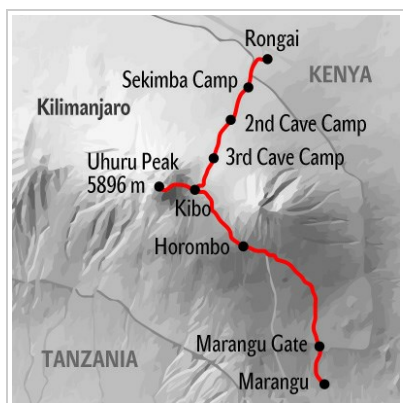 Rongai
KENYA
Sekimba Camp
Kilimanjaro
2nd Cave Camp
Uhuru Peak
5896 m
3rd Cave Camp
Kibo
Horombo
Marangu Gate
TANZANIA
Marangu